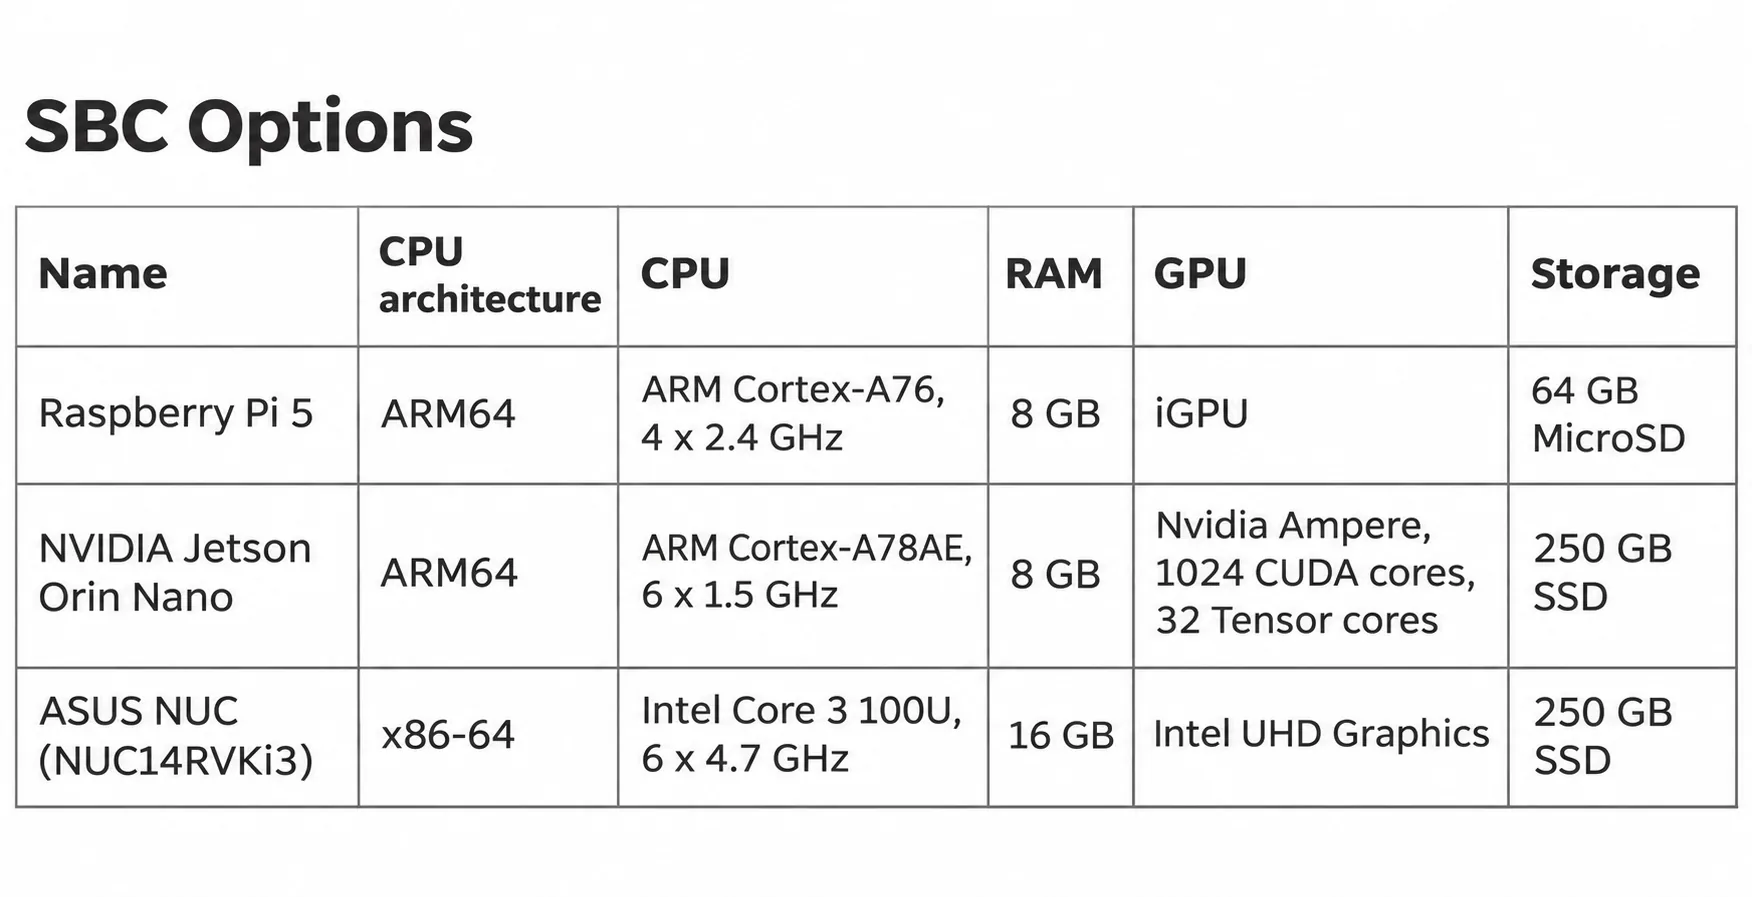 SBC Options
Name
CPU
architecture
CPU
RAM
GPU
Storage
Raspberry Pi 5
ARM64
ARM Cortex-A76,
4 x 2.4 GHz
8 GB
iGPU
64 GB
MicroSD
NVIDIA Jetson
Orin Nano
ARM64
ARM Cortex-A78AE,
6 x 1.5 GHz
8 GB
Nvidia Ampere,
1024 CUDA cores,
32 Tensor cores
250 GB
SSD
ASUS NUC
(NUC14RVKi3)
x86-64
Intel Core 3 100U,
6 x 4.7 GHz
16 GB
Intel UHD Graphics
250 GB
SSD